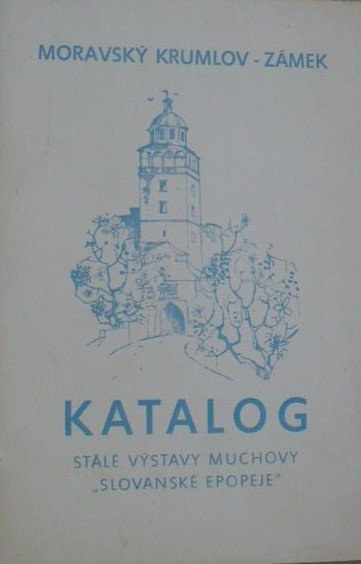 MORAVSKÝ KRUMLOV - ZÁMEK
KATALOG
STÁLÉ VÝSTAVY MUCHOVY
„SLOVANSKÉ EPOPEJE"